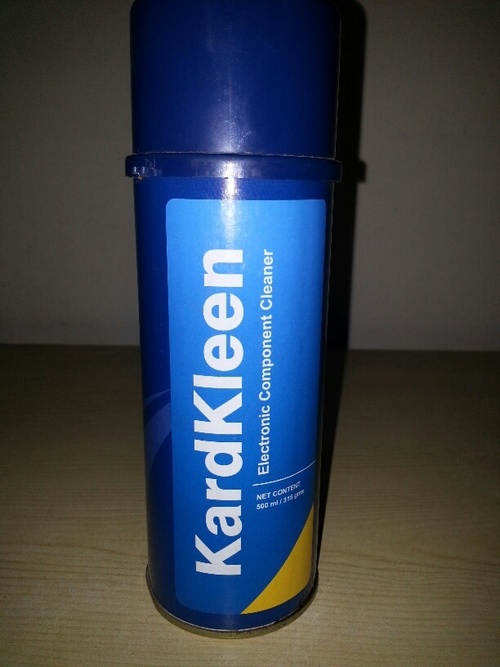 KardKleen
Electronic Component Cleaner
NET CONTENT
500 ml / 315 gms